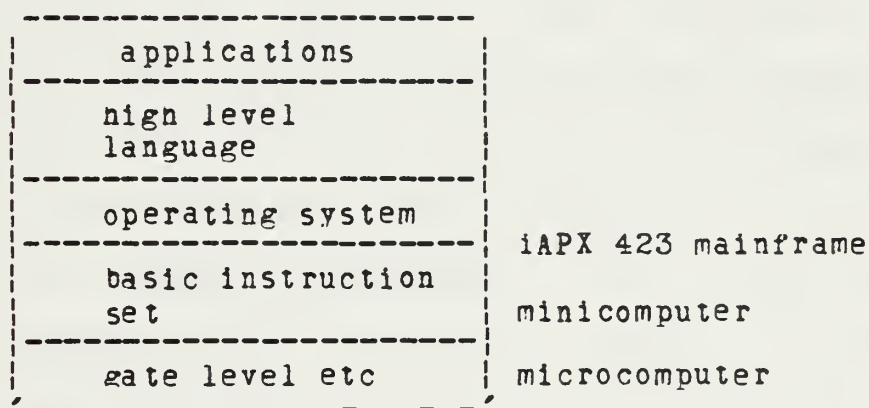 applications
nign level
language
operating system
iAPX 423 mainframe
basic instruction
set
minicomputer
gate level etc
microcomputer